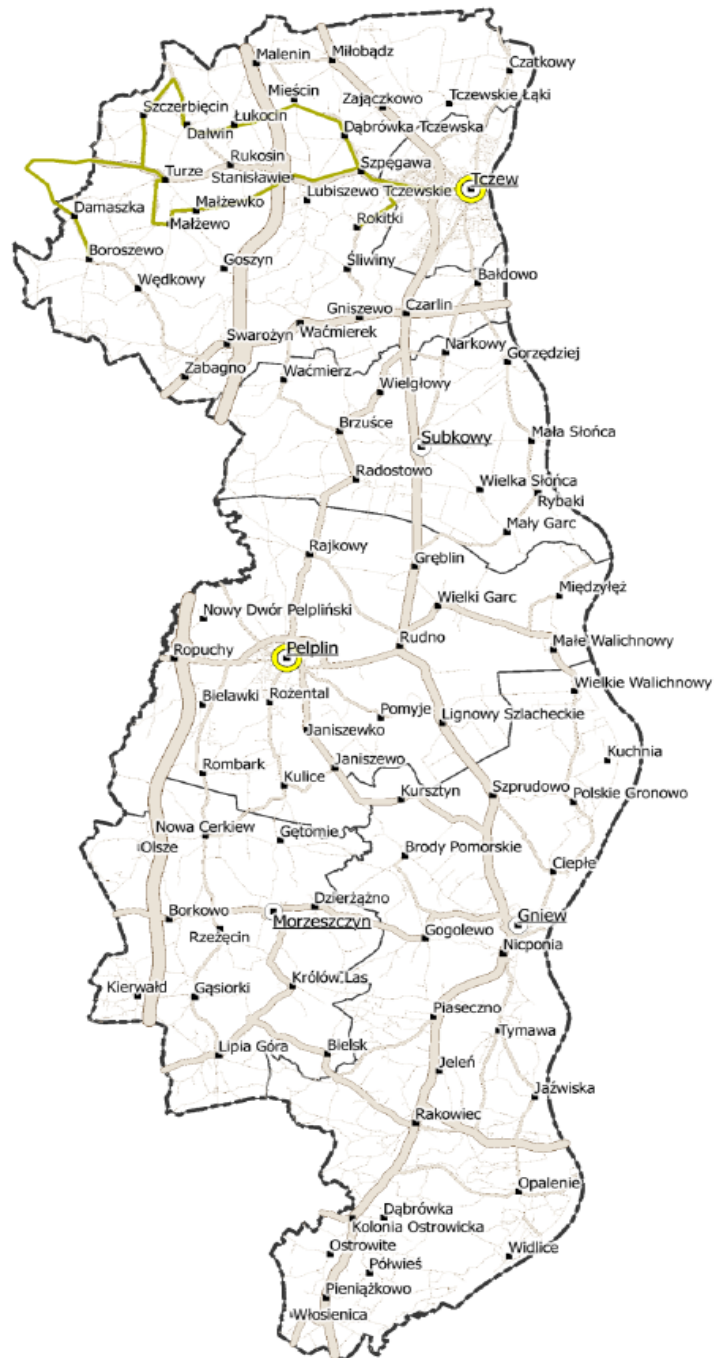 Malenin
Miłobądz
Czatkowy
Mieścin
Zajączkowo
Tczewskie Łąki
Szczerbięcin
Łukocin
Dalwin
Dąbrówka Tczewska
Rukosin
Szpęgawa
Turze
Stanisławie
Tczew
Lubiszewo Tczewskie
Małżewko
Damaszka
Małżewo
Rokitki
Boroszewo
Goszyn
Śliwiny
Wędkowy
Bałdowo
Gniszewo
Czarlin
Swarożyn
Waćmierek
Narkowy
Gorzędziej
Zabagno
Waćmierz
Wielgłowy
Brzuśce
Subkowy
Mała Słońca
Radostowo
Wielka Słońca
Rybaki
Mały Garc
Rajkowy
Gręblin
Międzyłęż
Nowy Dwór Pelpliński
Wielki Garc
Ropuchy
Pelplin
Rudno
Małe Walichnowy
Wielkie Walichnowy
Bielawki
Rożental
Pomyje
Lignowy Szlacheckie
Janiszewko
Kuchnia
Rombark
Janiszewo
Kulice
Kursztyn
Szprudowo
Polskie Gronowo
Nowa Cerkiew
Gętomie
Olsze
Brody Pomorskie
Ciepłe
Dzierżążno
Borkowo
Morzeszczyn
Gniew
Rzeżęcin
Gogolewo
Nicponia
Kierwałd
Gąsiorki
Królów Las
Piaseczno
Tymawa
Lipia Góra
Bielsk
Jeleń
Jaźwiska
Rakowiec
Opalenie
Dąbrówka
Kolonia Ostrowicka
Ostrowite
Widlice
Półwieś
Pieniążkowo
Włosienica